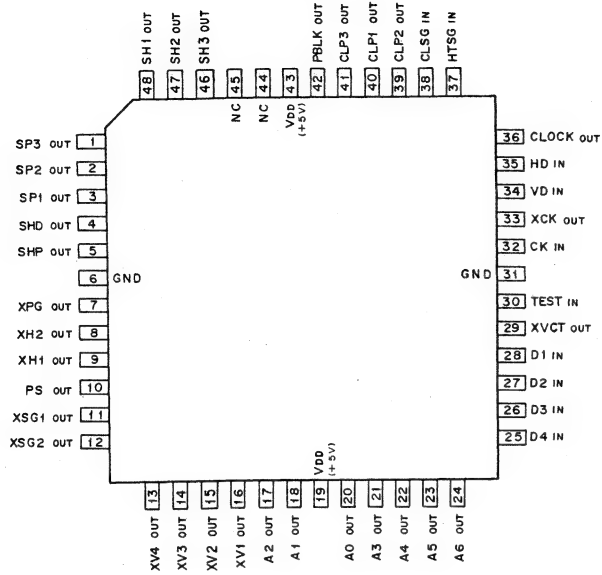 SH1 OUT
SH2 OUT
SH3 OUT
PBLK OUT
CLP3 OUT
CLP1 OUT
CLP2 OUT
CLSG IN
HTSG IN
48
47
46
45
44
43
42
41
40
39
38
37
NC
NC
VDD
(+5V)
SP3 OUT 1
SP2 OUT 2
SP1 OUT 3
SHD OUT 4
SHP OUT 5
6 GND
XPG OUT 7
XH2 OUT 8
XH1 OUT 9
PS OUT 10
XSG1 OUT 11
XSG2 OUT 12
36 CLOCK OUT
35 HD IN
34 VD IN
33 XCK OUT
32 CK IN
GND 31
30 TEST IN
29 XVCT OUT
28 D1 IN
27 D2 IN
26 D3 IN
25 D4 IN
VDD
(+5V)
13
14
15
16
17
18
19
20
21
22
23
24
XV4 OUT
XV3 OUT
XV2 OUT
XV1 OUT
A2 OUT
A1 OUT
A0 OUT
A3 OUT
A4 OUT
A5 OUT
A6 OUT